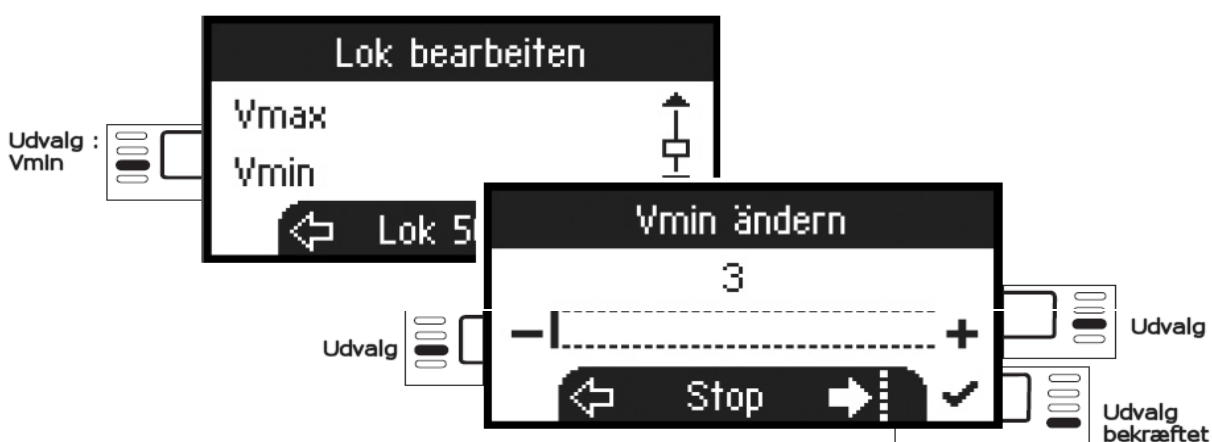 Lok bearbeiten
Vmax
Udvalg :
Vmin
Vmin
Lok 5
Vmin ändern
3
Udvalg
− +
Udvalg
Stop
Udvalg
bekræftet